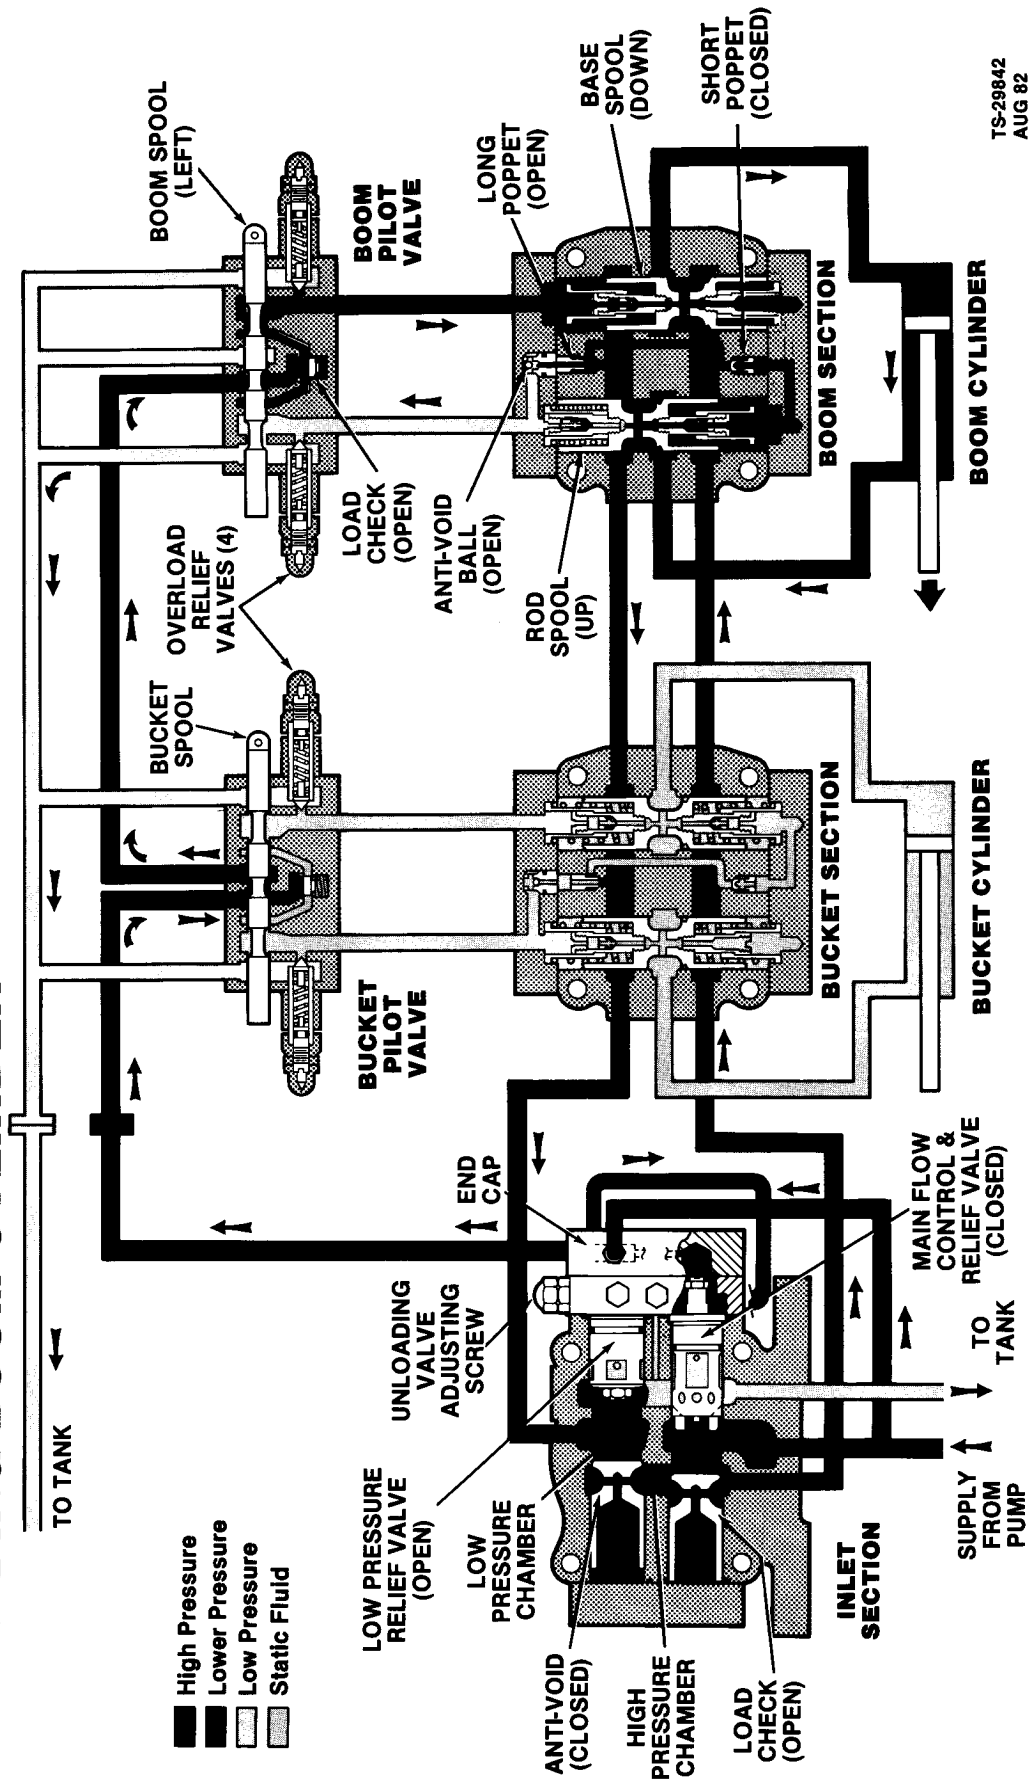 TO TANK
High Pressure
Lower Pressure
Low Pressure
Static Fluid
BUCKET
SPOOL
OVERLOAD
RELIEF
VALVES (4)
BOOM SPOOL
(LEFT)
BUCKET
PILOT
VALVE
LOAD
CHECK
(OPEN)
BOOM
PILOT
VALVE
UNLOADING
VALVE
ADJUSTING
SCREW
END
CAP
ANTI-VOID
BALL
(OPEN)
LONG
POPPET
(OPEN)
BASE
SPOOL
(DOWN)
ROD
SPOOL
(UP)
SHORT
POPPET
(CLOSED)
LOW PRESSURE
RELIEF VALVE
(OPEN)
LOW
PRESSURE
CHAMBER
ANTI-VOID
(CLOSED)
HIGH
PRESSURE
CHAMBER
LOAD
CHECK
(OPEN)
INLET
SECTION
BUCKET SECTION
BOOM SECTION
MAIN FLOW
CONTROL &
RELIEF VALVE
(CLOSED)
SUPPLY
FROM
PUMP
TO
TANK
BUCKET CYLINDER
BOOM CYLINDER
TS-29842
AUG 82